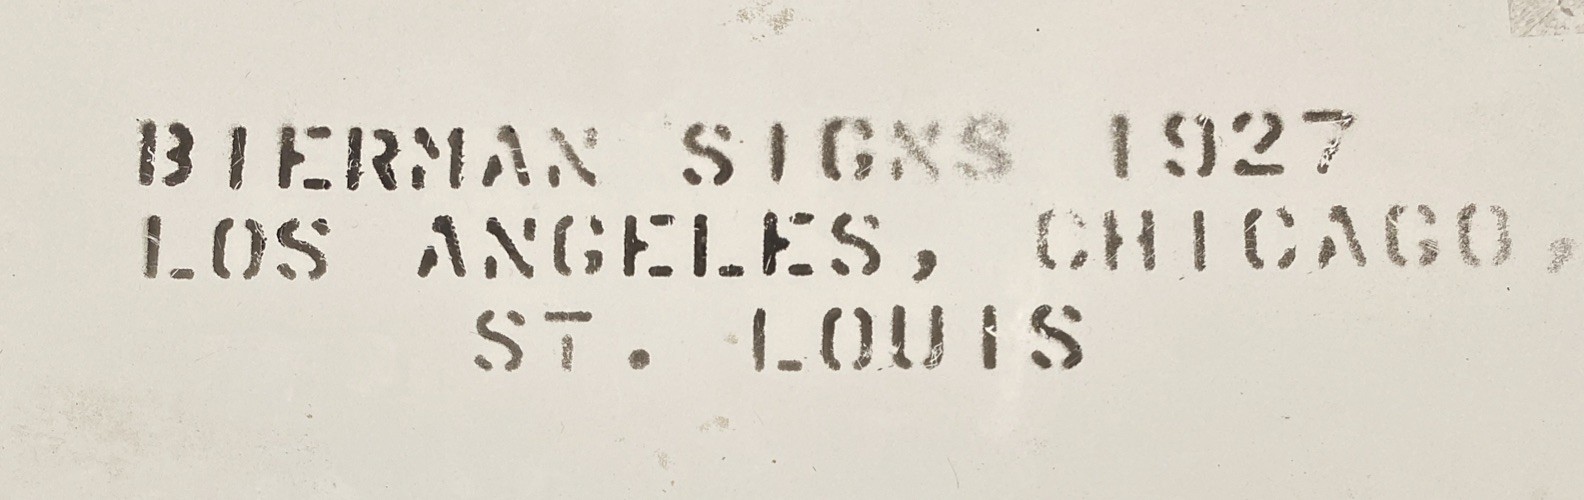 BIERMAN SIGNS 1927
LOS ANGELES, CHICAGO,
ST. LOUIS